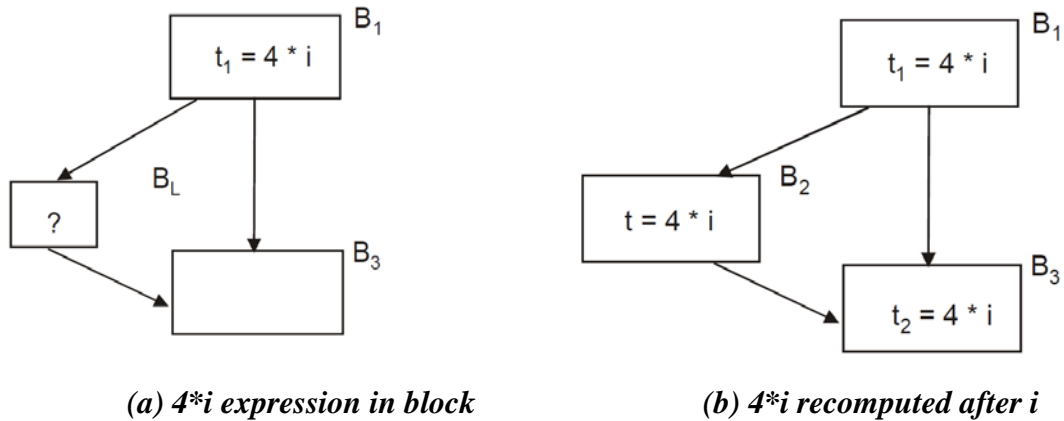 B₁
t₁ = 4 * i
B_L
?
B₃
(a) 4*i expression in block
B₁
t₁ = 4 * i
B₂
t = 4 * i
B₃
t₂ = 4 * i
(b) 4*i recomputed after i